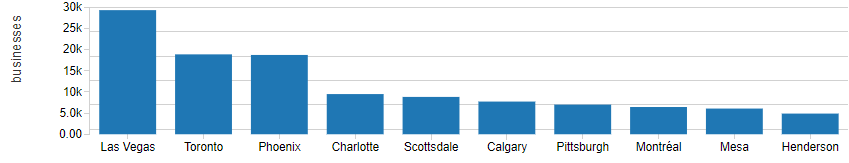 businesses
30k
25k
20k
15k
10k
5.0k
0.00
Las Vegas Toronto Phoenix Charlotte Scottsdale Calgary Pittsburgh Montréal Mesa Henderson